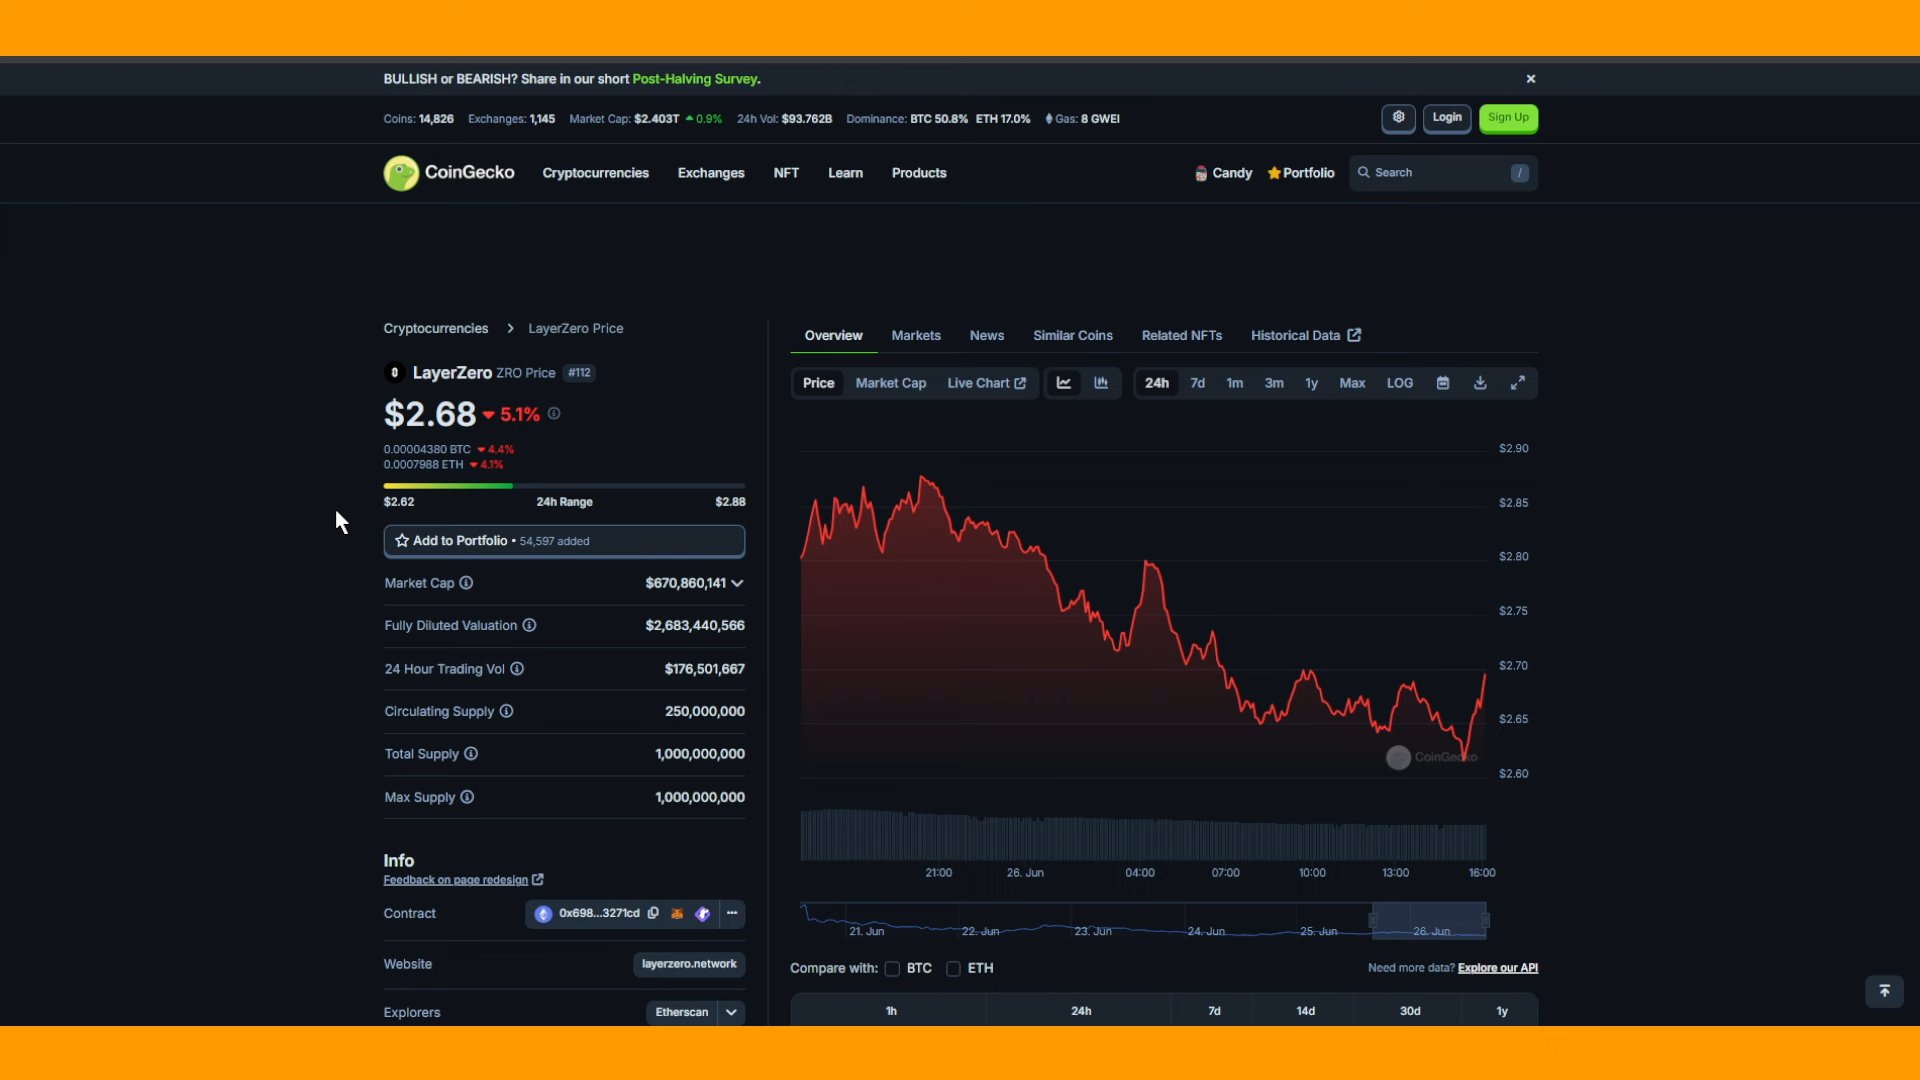 BULLISH or BEARISH? Share in our short Post-Halving Survey.
Coins: 14,826 Exchanges: 1,145 Market Cap: $2.403T 0.9% 24h Vol: $93.762B Dominance: BTC 50.8% ETH 17.0% Gas: 8 GWEI
Login
Sign Up
CoinGecko Cryptocurrencies Exchanges NFT Learn Products Candy Portfolio Search /
Cryptocurrencies > LayerZero Price
LayerZero ZRO Price #112
$2.68 5.1%
0.00004380 BTC 4.4%
0.0007988 ETH 4.1%
$2.62 24h Range $2.88
Add to Portfolio • 54,597 added
Market Cap $670,860,141
Fully Diluted Valuation $2,683,440,566
24 Hour Trading Vol $176,501,667
Circulating Supply 250,000,000
Total Supply 1,000,000,000
Max Supply 1,000,000,000
Info
Feedback on page redesign
Contract 0x698...3271cd
Website layerzero.network
Explorers Etherscan
Overview Markets News Similar Coins Related NFTs Historical Data
Price Market Cap Live Chart 24h 7d 1m 3m 1y Max LOG
$2.90
$2.85
$2.80
$2.75
$2.70
$2.65
CoinGecko
$2.60
21:00 26. Jun 04:00 07:00 10:00 13:00 16:00
21. Jun 22. Jun 23. Jun 24. Jun 25. Jun 26. Jun
Compare with: BTC ETH
Need more data? Explore our API
1h 24h 7d 14d 30d 1y